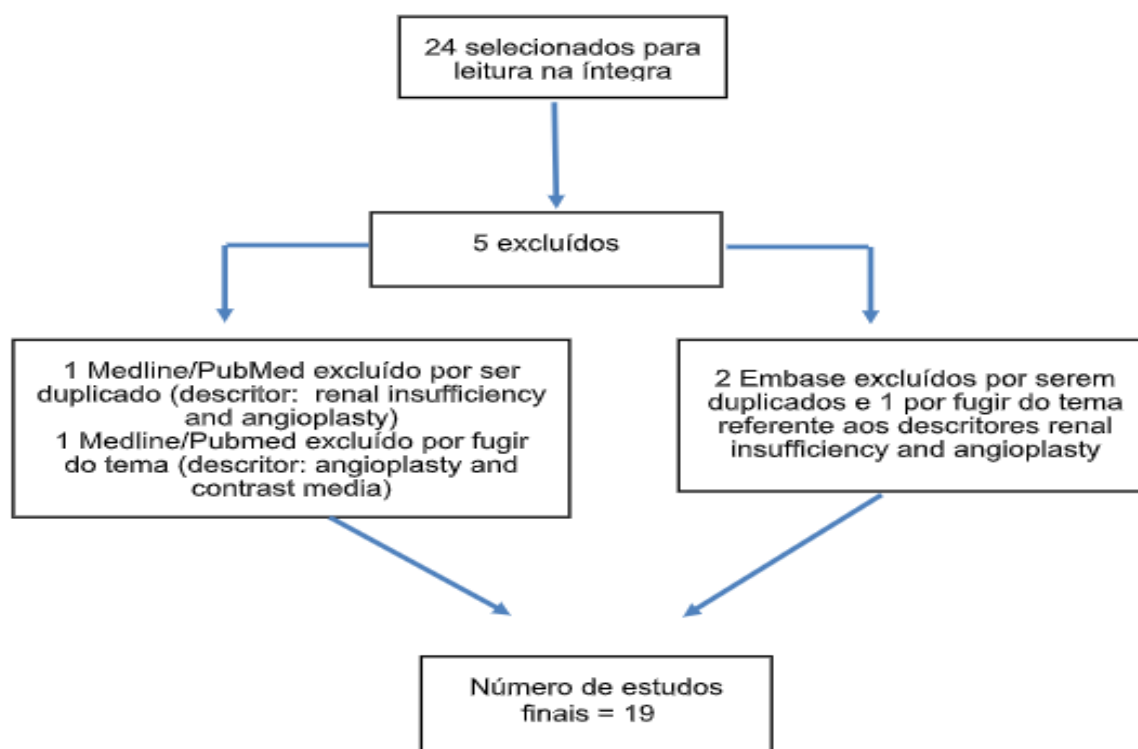 24 selecionados para
leitura na íntegra
5 excluídos
1 Medline/PubMed excluído por ser
duplicado (descritor: renal insufficiency
and angioplasty)
1 Medline/Pubmed excluído por fugir
do tema (descritor: angioplasty and
contrast media)
2 Embase excluídos por serem
duplicados e 1 por fugir do tema
referente aos descritores renal
insufficiency and angioplasty
Número de estudos
finais = 19